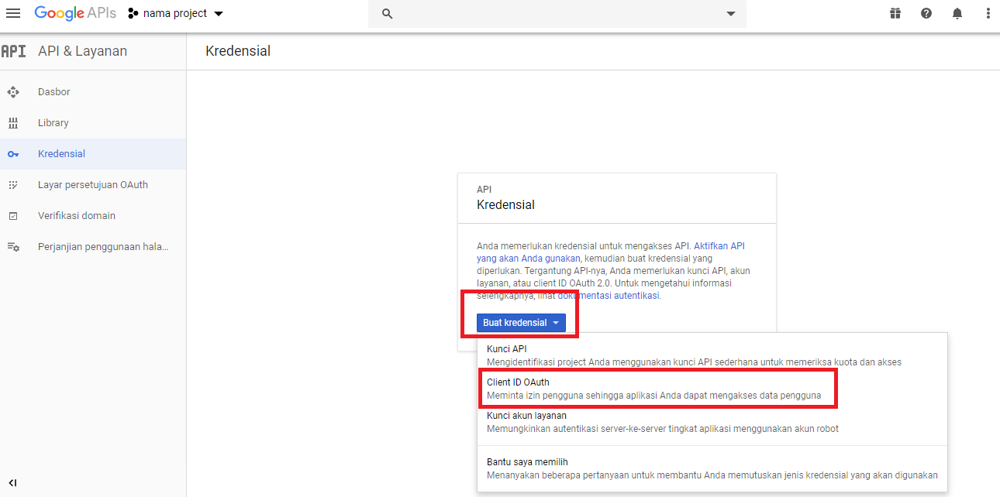 Google APIs
nama project
API API & Layanan
Kredensial
Dasbor
Library
Kredensial
Layar persetujuan OAuth
Verifikasi domain
Perjanjian penggunaan hala...
API
Kredensial
Anda memerlukan kredensial untuk mengakses API. Aktifkan API
yang akan Anda gunakan, kemudian buat kredensial yang
diperlukan. Tergantung API-nya, Anda memerlukan kunci API, akun
layanan, atau client ID OAuth 2.0. Untuk mengetahui informasi
selengkapnya, lihat dokumentasi autentikasi.
Buat kredensial
Kunci API
Mengidentifikasi project Anda menggunakan kunci API sederhana untuk memeriksa kuota dan akses
Client ID OAuth
Meminta izin pengguna sehingga aplikasi Anda dapat mengakses data pengguna
Kunci akun layanan
Memungkinkan autentikasi server-ke-server tingkat aplikasi menggunakan akun robot
Bantu saya memilih
Menanyakan beberapa pertanyaan untuk membantu Anda memutuskan jenis kredensial yang akan digunakan